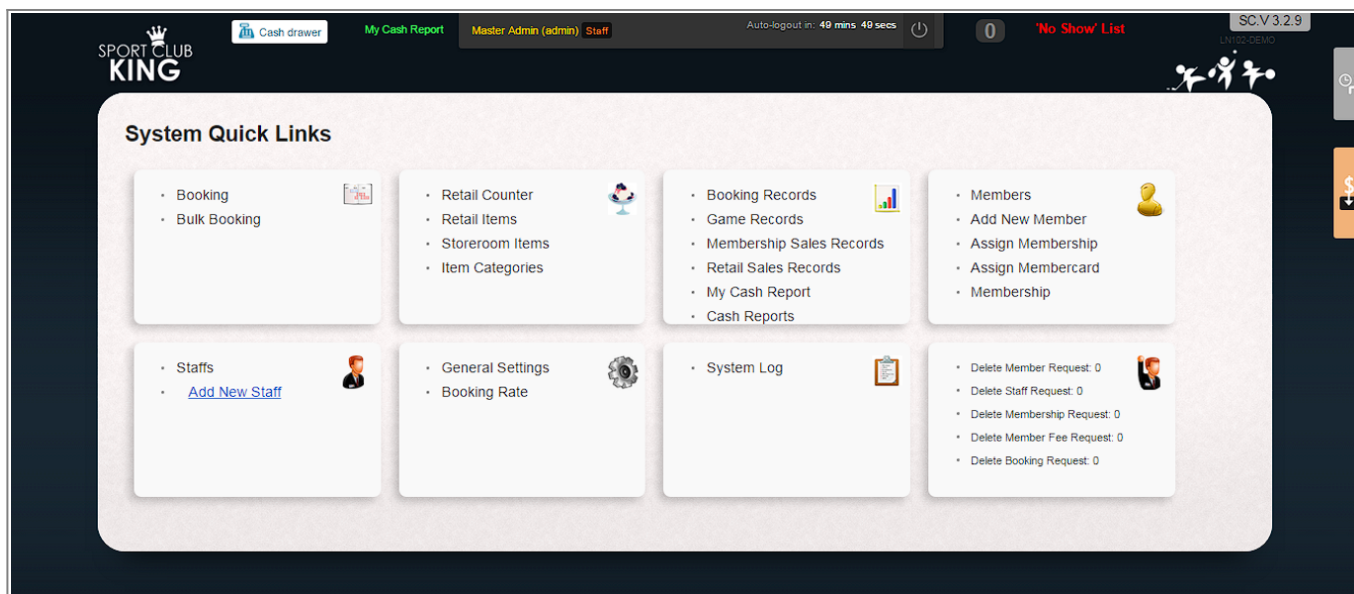 SPORT CLUB
KING
Cash drawer
My Cash Report
Master Admin (admin) Staff
Auto-logout in: 49 mins 49 secs
0
'No Show' List
SC.V 3.2.9
LN102-DEMO
System Quick Links
Booking
Bulk Booking
Retail Counter
Retail Items
Storeroom Items
Item Categories
Booking Records
Game Records
Membership Sales Records
Retail Sales Records
My Cash Report
Cash Reports
Members
Add New Member
Assign Membership
Assign Membercard
Membership
Staffs
Add New Staff
General Settings
Booking Rate
System Log
Delete Member Request: 0
Delete Staff Request: 0
Delete Membership Request: 0
Delete Member Fee Request: 0
Delete Booking Request: 0
$